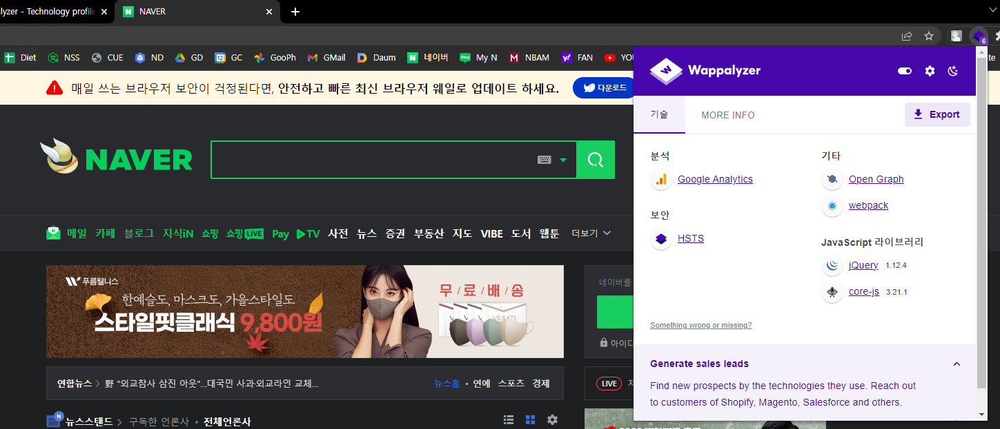 lyzer - Technology profile
NAVER
Diet NSS CUE ND GD GC GooPh GMail Daum 네이버 My N NBAM FAN YOU
매일 쓰는 브라우저 보안이 걱정된다면, 안전하고 빠른 최신 브라우저 웨일로 업데이트 하세요. 다운로드
NAVER
메일 카페 블로그 지식iN 쇼핑 쇼핑LIVE Pay TV 사전 뉴스 증권 부동산 지도 VIBE 도서 웹툰 더보기
푸름웰니스
한예슬도, 마스크도, 가을스타일도
스타일핏클래식 9,800원
무/료/배/송
네이버를
아이디
연합뉴스 野 "외교참사 삼진 아웃"...대국민 사과·외교라인 교체... 뉴스홈 · 연예 스포츠 경제
LIVE
뉴스스탠드 구독한 언론사 · 전체언론사
6
Wappalyzer
기술 MORE INFO Export
분석
Google Analytics
보안
HSTS
기타
Open Graph
webpack
JavaScript 라이브러리
jQuery 1.12.4
core-js 3.21.1
Something wrong or missing?
Generate sales leads
Find new prospects by the technologies they use. Reach out
to customers of Shopify, Magento, Salesforce and others.